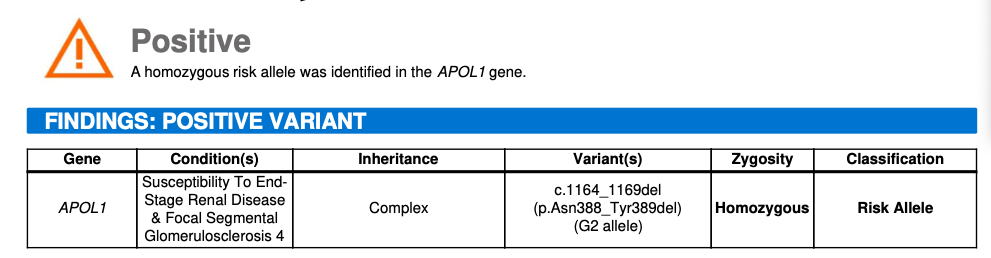 Positive
A homozygous risk allele was identified in the APOL1 gene.
FINDINGS: POSITIVE VARIANT
Gene Condition(s) Inheritance Variant(s) Zygosity Classification
APOL1
Susceptibility To End-
Stage Renal Disease
& Focal Segmental
Glomerulosclerosis 4
Complex
c.1164_1169del
(p.Asn388_Tyr389del)
(G2 allele)
Homozygous
Risk Allele